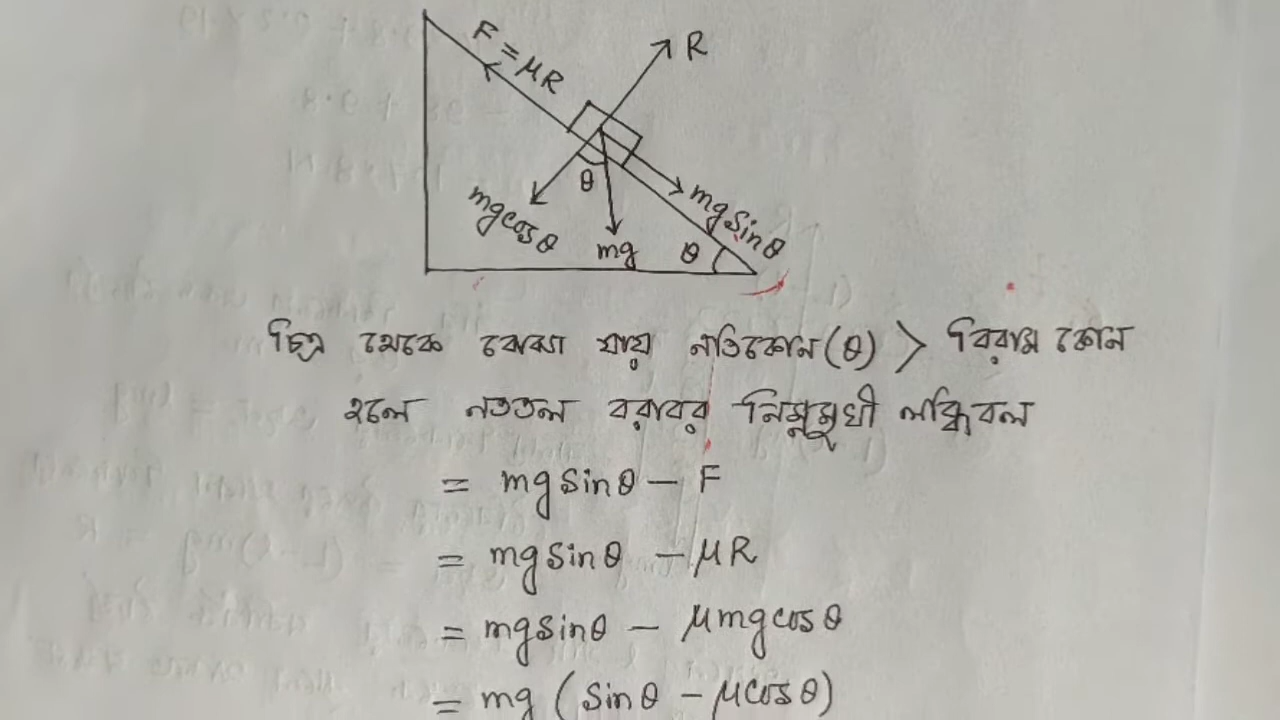 F = μR
R
θ
mgcosθ
mg
mgsinθ
θ
চিত্র থেকে বোঝা যায় নতিকোন(θ) > বিরাম কোন
হলে নততল বরাবর নিম্নমুখী লব্ধিবল
= mgsinθ – F
= mgsinθ – μR
= mgsinθ – μmgcosθ
= mg (sinθ – μcosθ)